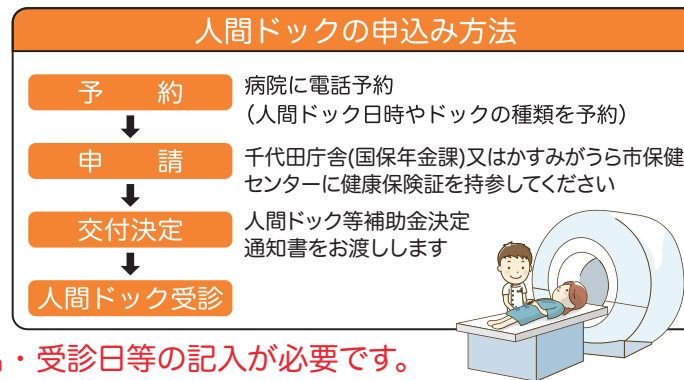 人間ドックの申込み方法
予約
病院に電話予約
（人間ドック日時やドックの種類を予約）
申請
千代田庁舎(国保年金課)又はかすみがうら市保健
センターに健康保険証を持参してください
交付決定
人間ドック等補助金決定
通知書をお渡しします
人間ドック受診
・受診日等の記入が必要です。